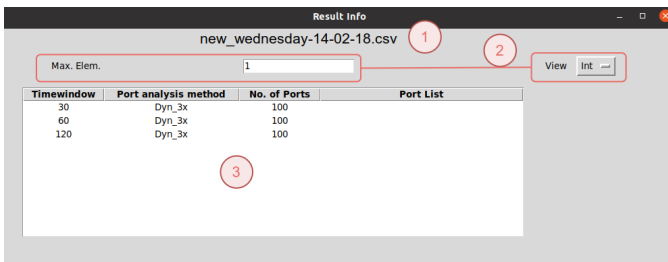 Result Info
new_wednesday-14-02-18.csv 1
2
Max. Elem. 1 View Int
Timewindow Port analysis method No. of Ports Port List
30 Dyn_3x 100
60 Dyn_3x 100
120 Dyn_3x 100
3